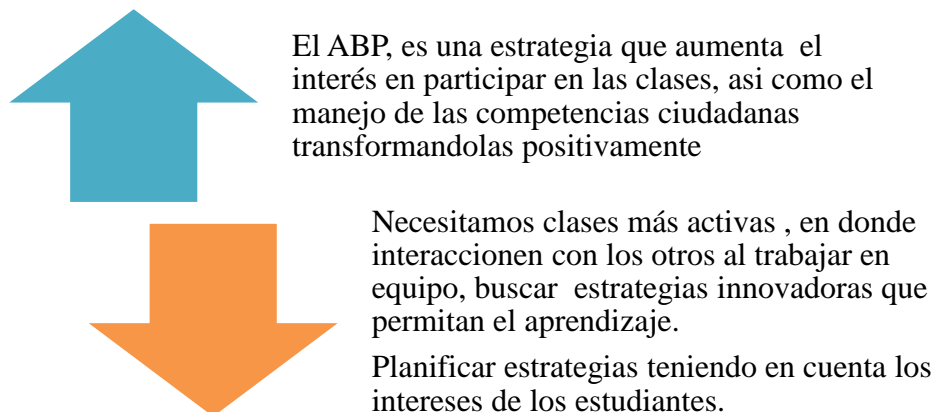 El ABP, es una estrategia que aumenta  el
interés en participar en las clases, asi como el
manejo de las competencias ciudadanas
transformandolas positivamente
Necesitamos clases más activas , en donde
interaccionen con los otros al trabajar en
equipo, buscar  estrategias innovadoras que
permitan el aprendizaje.
Planificar estrategias teniendo en cuenta los
intereses de los estudiantes.